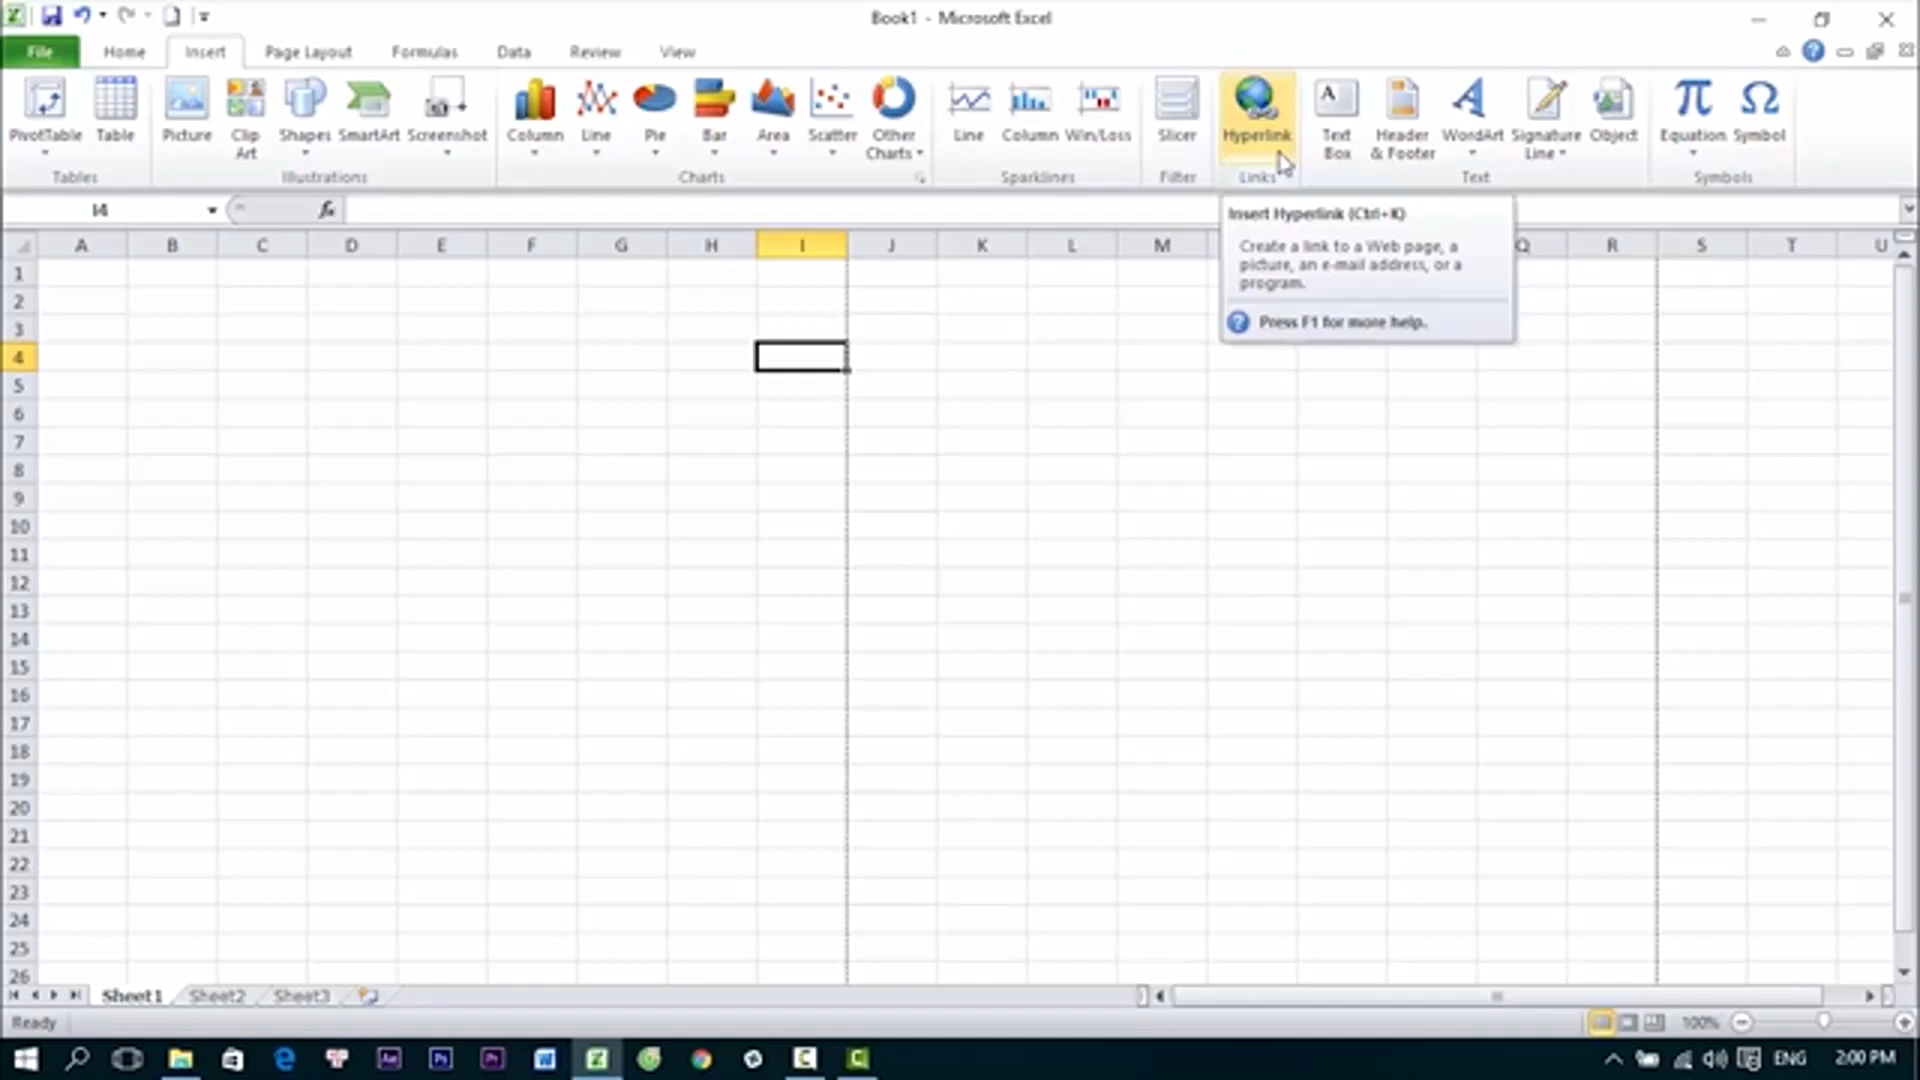 Book1 - Microsoft Excel
File Home Insert Page Layout Formulas Data Review View
PivotTable Table Picture Clip Art Shapes SmartArt Screenshot Column Line Pie Bar Area Scatter Other Charts Line Column Win/Loss Slicer Hyperlink Text Box Header & Footer WordArt Signature Line Object Equation Symbol
Tables Illustrations Charts Sparklines Filter Links Text Symbols
I4 fx
Insert Hyperlink (Ctrl+K)
Create a link to a Web page, a
picture, an e-mail address, or a
program.
Press F1 for more help.
A B C D E F G H I J K L M Q R S T U
1
2
3
4
5
6
7
8
9
10
11
12
13
14
15
16
17
18
19
20
21
22
23
24
25
26
Sheet1 Sheet2 Sheet3
Ready 100%
Ae Ps Pr ENG 2:00 PM